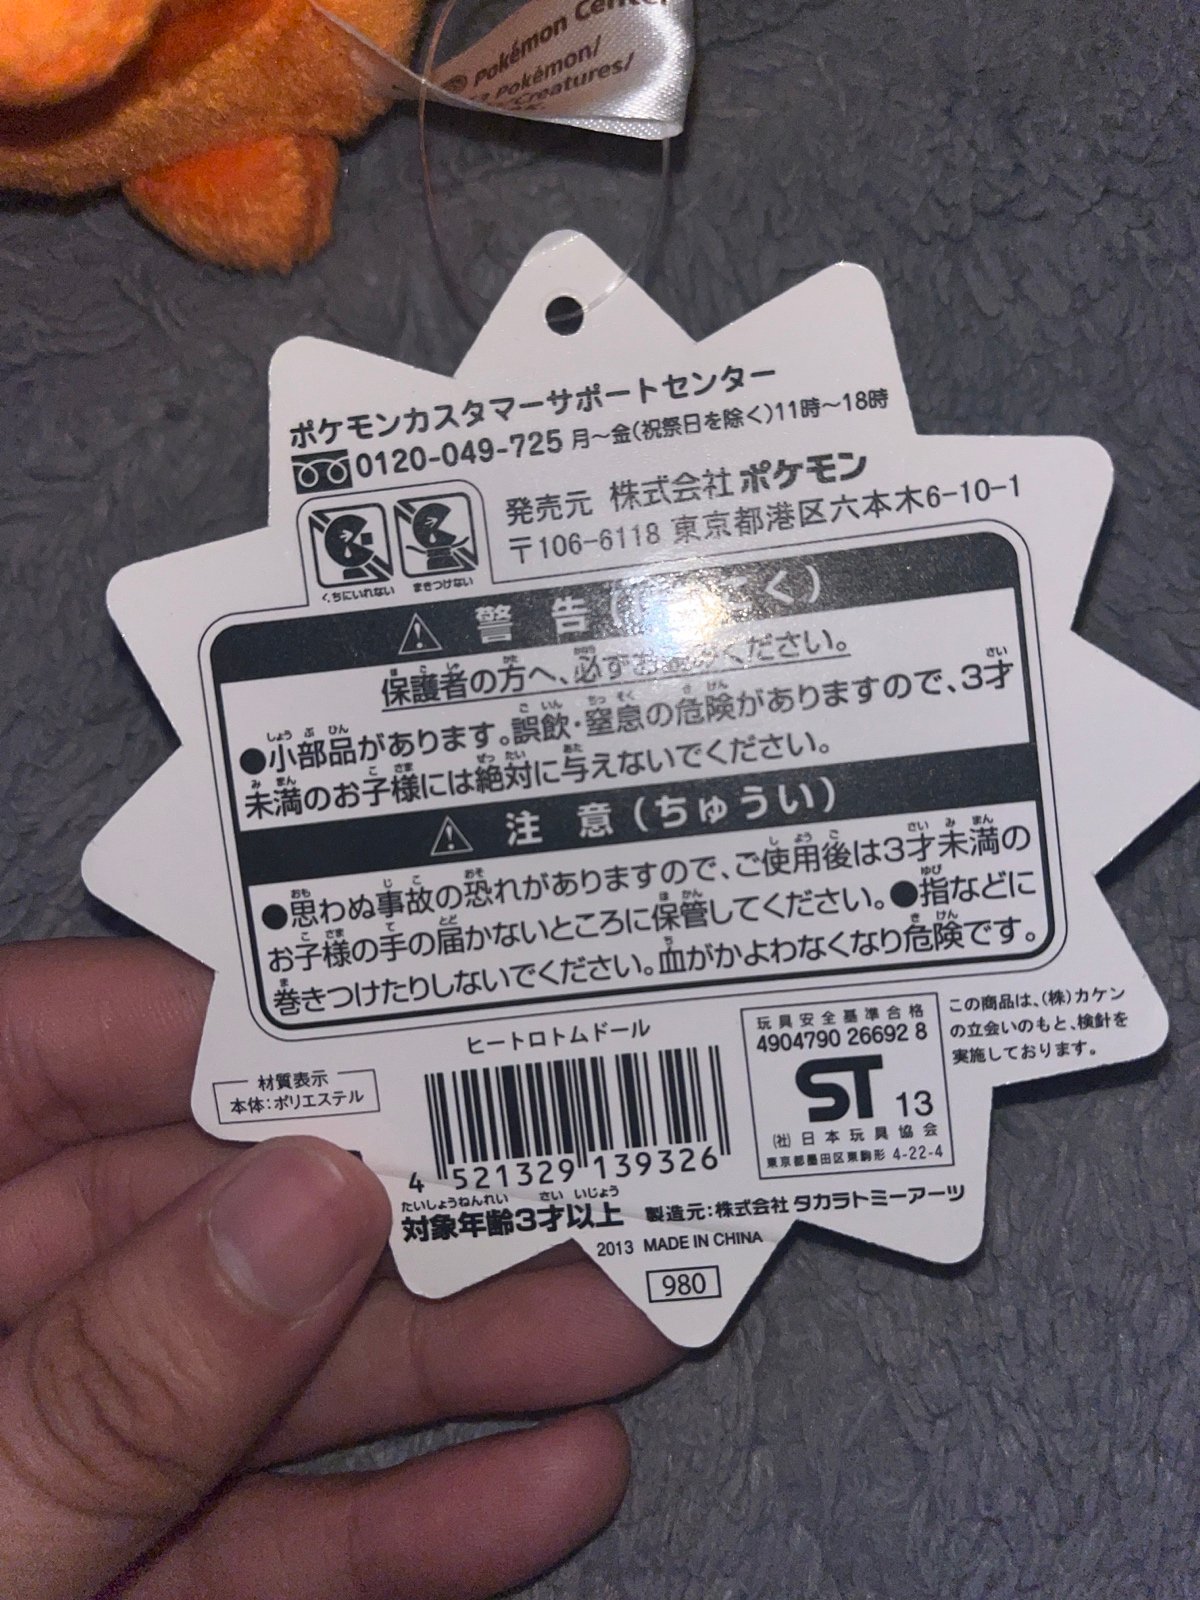 Pokémon Center
Pokémon/
Creatures/
ポケモンカスタマーサポートセンター
0120-049-725 月～金(祝祭日を除く)11時～18時
発売元 株式会社ポケモン
〒106-6118 東京都港区六本木6-10-1
くちにいれない まきつけない
警 告 く)
保護者の方へ、必ずお ください。
●小部品があります。誤飲・窒息の危険がありますので、3才
未満のお子様には絶対に与えないでください。
注 意 (ちゅうい)
●思わぬ事故の恐れがありますので、ご使用後は3才未満の
お子様の手の届かないところに保管してください。●指などに
巻きつけたりしないでください。血がかよわなくなり危険です。
ヒートロトムドール
材質表示
本体:ポリエステル
4 521329 139326
玩具安全基準合格
4904790 26692 8
ST 13
(社)日本玩具協会
東京都墨田区東駒形 4-22-4
この商品は、(株)カケン
の立会いのもと、検針を
実施しております。
対象年齢3才以上
製造元:株式会社 タカラトミーアーツ
2013 MADE IN CHINA
980